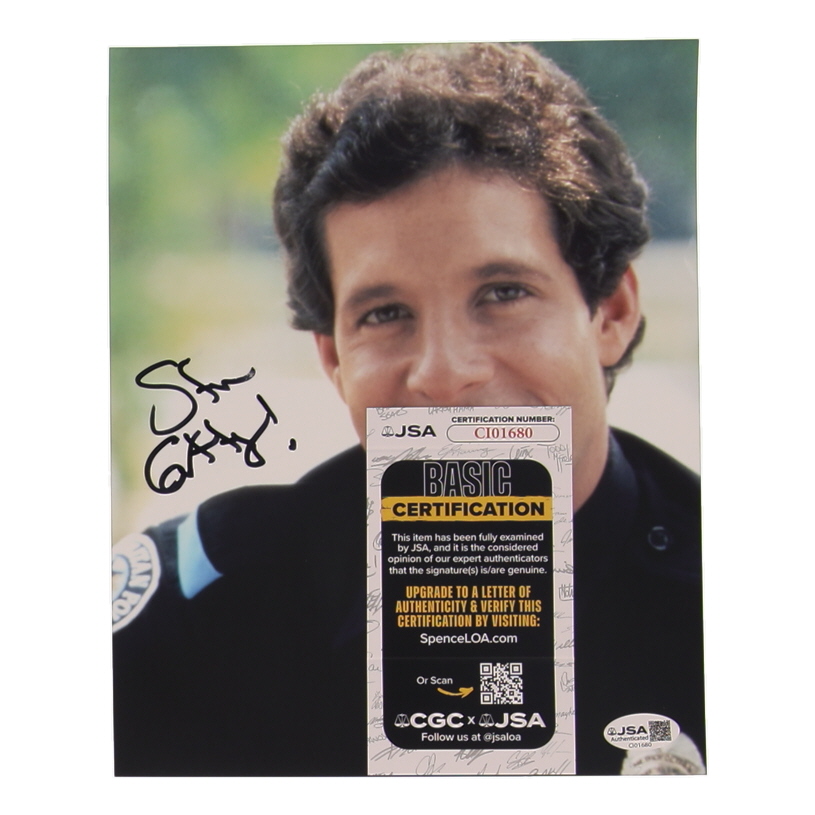 JSA
CERTIFICATION NUMBER:
CI01680
BASIC
CERTIFICATION
This item has been fully examined
by JSA, and it is the considered
opinion of our expert authenticators
that the signature(s) is/are genuine.
UPGRADE TO A LETTER OF
AUTHENTICITY & VERIFY THIS
CERTIFICATION BY VISITING:
SpenceLOA.com
Or Scan
CGC x JSA
Follow us at @jsaloa
JSA
Authenticated
CI01680